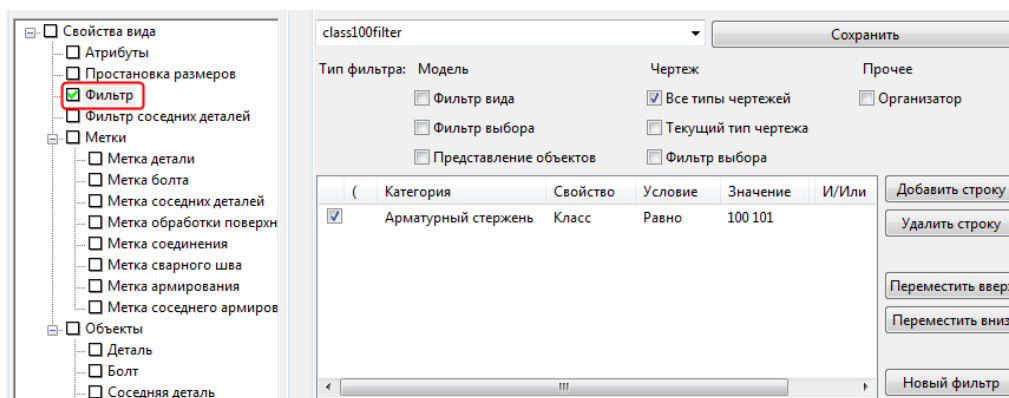 Свойства вида
Атрибуты
Простановка размеров
Фильтр
Фильтр соседних деталей
Метки
Метка детали
Метка болта
Метка соседних деталей
Метка обработки поверхн
Метка соединения
Метка сварного шва
Метка армирования
Метка соседнего армиров
Объекты
Деталь
Болт
Соседняя деталь
class100filter Сохранить
Тип фильтра: Модель Чертеж Прочее
Фильтр вида Все типы чертежей Организатор
Фильтр выбора Текущий тип чертежа
Представление объектов Фильтр выбора
( Категория Свойство Условие Значение И/Или
Арматурный стержень Класс Равно 100 101
Добавить строку
Удалить строку
Переместить вверх
Переместить вниз
Новый фильтр